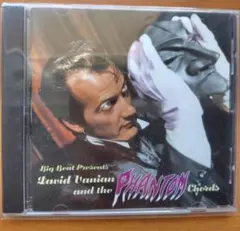 Big Beat Presents
David Vanian
and the PHANTOM Chords